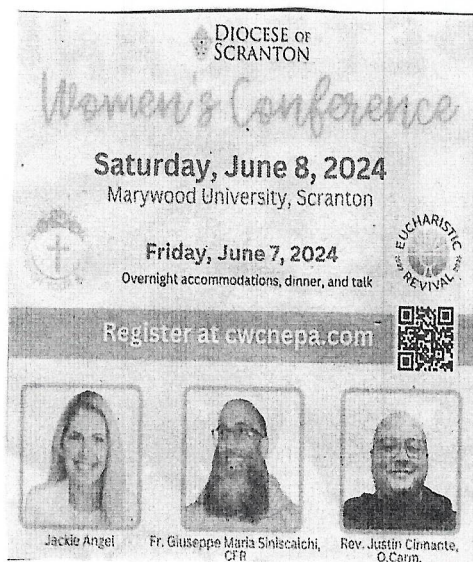 DIOCESE OF
SCRANTON
Women's Conference
Saturday, June 8, 2024
Marywood University, Scranton
Friday, June 7, 2024
Overnight accommodations, dinner, and talk
EUCHARISTIC
REVIVAL
Register at cwcnepa.com
Jackie Angel
Fr. Giuseppe Maria Siniscalchi,
CFR
Rev. Justin Cinnante,
O.Carm.